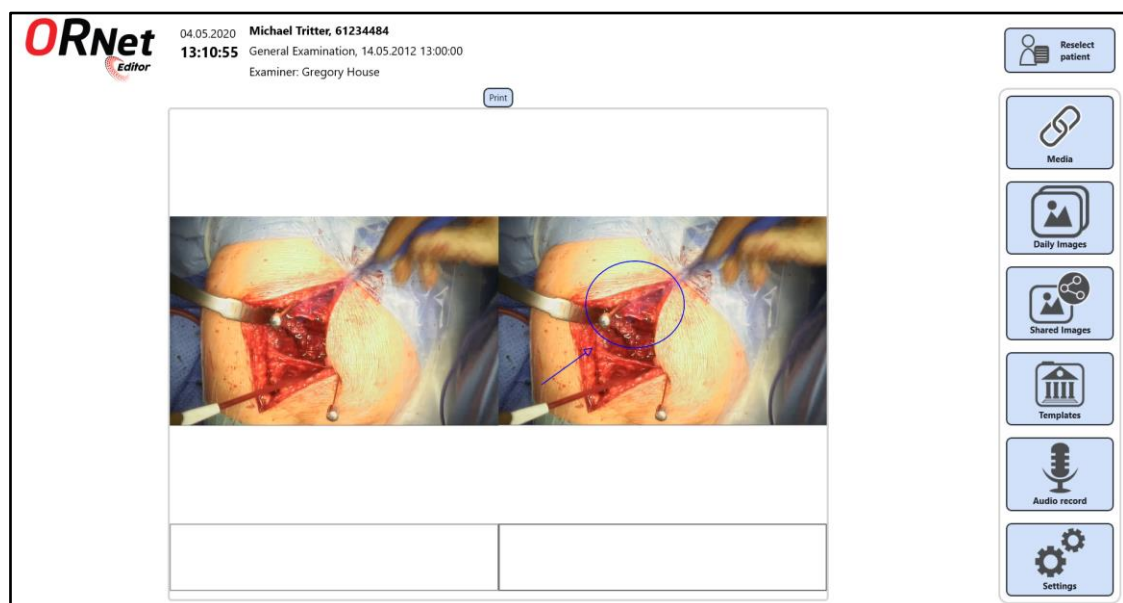 ORNet
Editor
04.05.2020
13:10:55
Michael Tritter, 61234484
General Examination, 14.05.2012 13:00:00
Examiner: Gregory House
Reselect
patient
Print
Media
Daily Images
Shared Images
Templates
Audio record
Settings